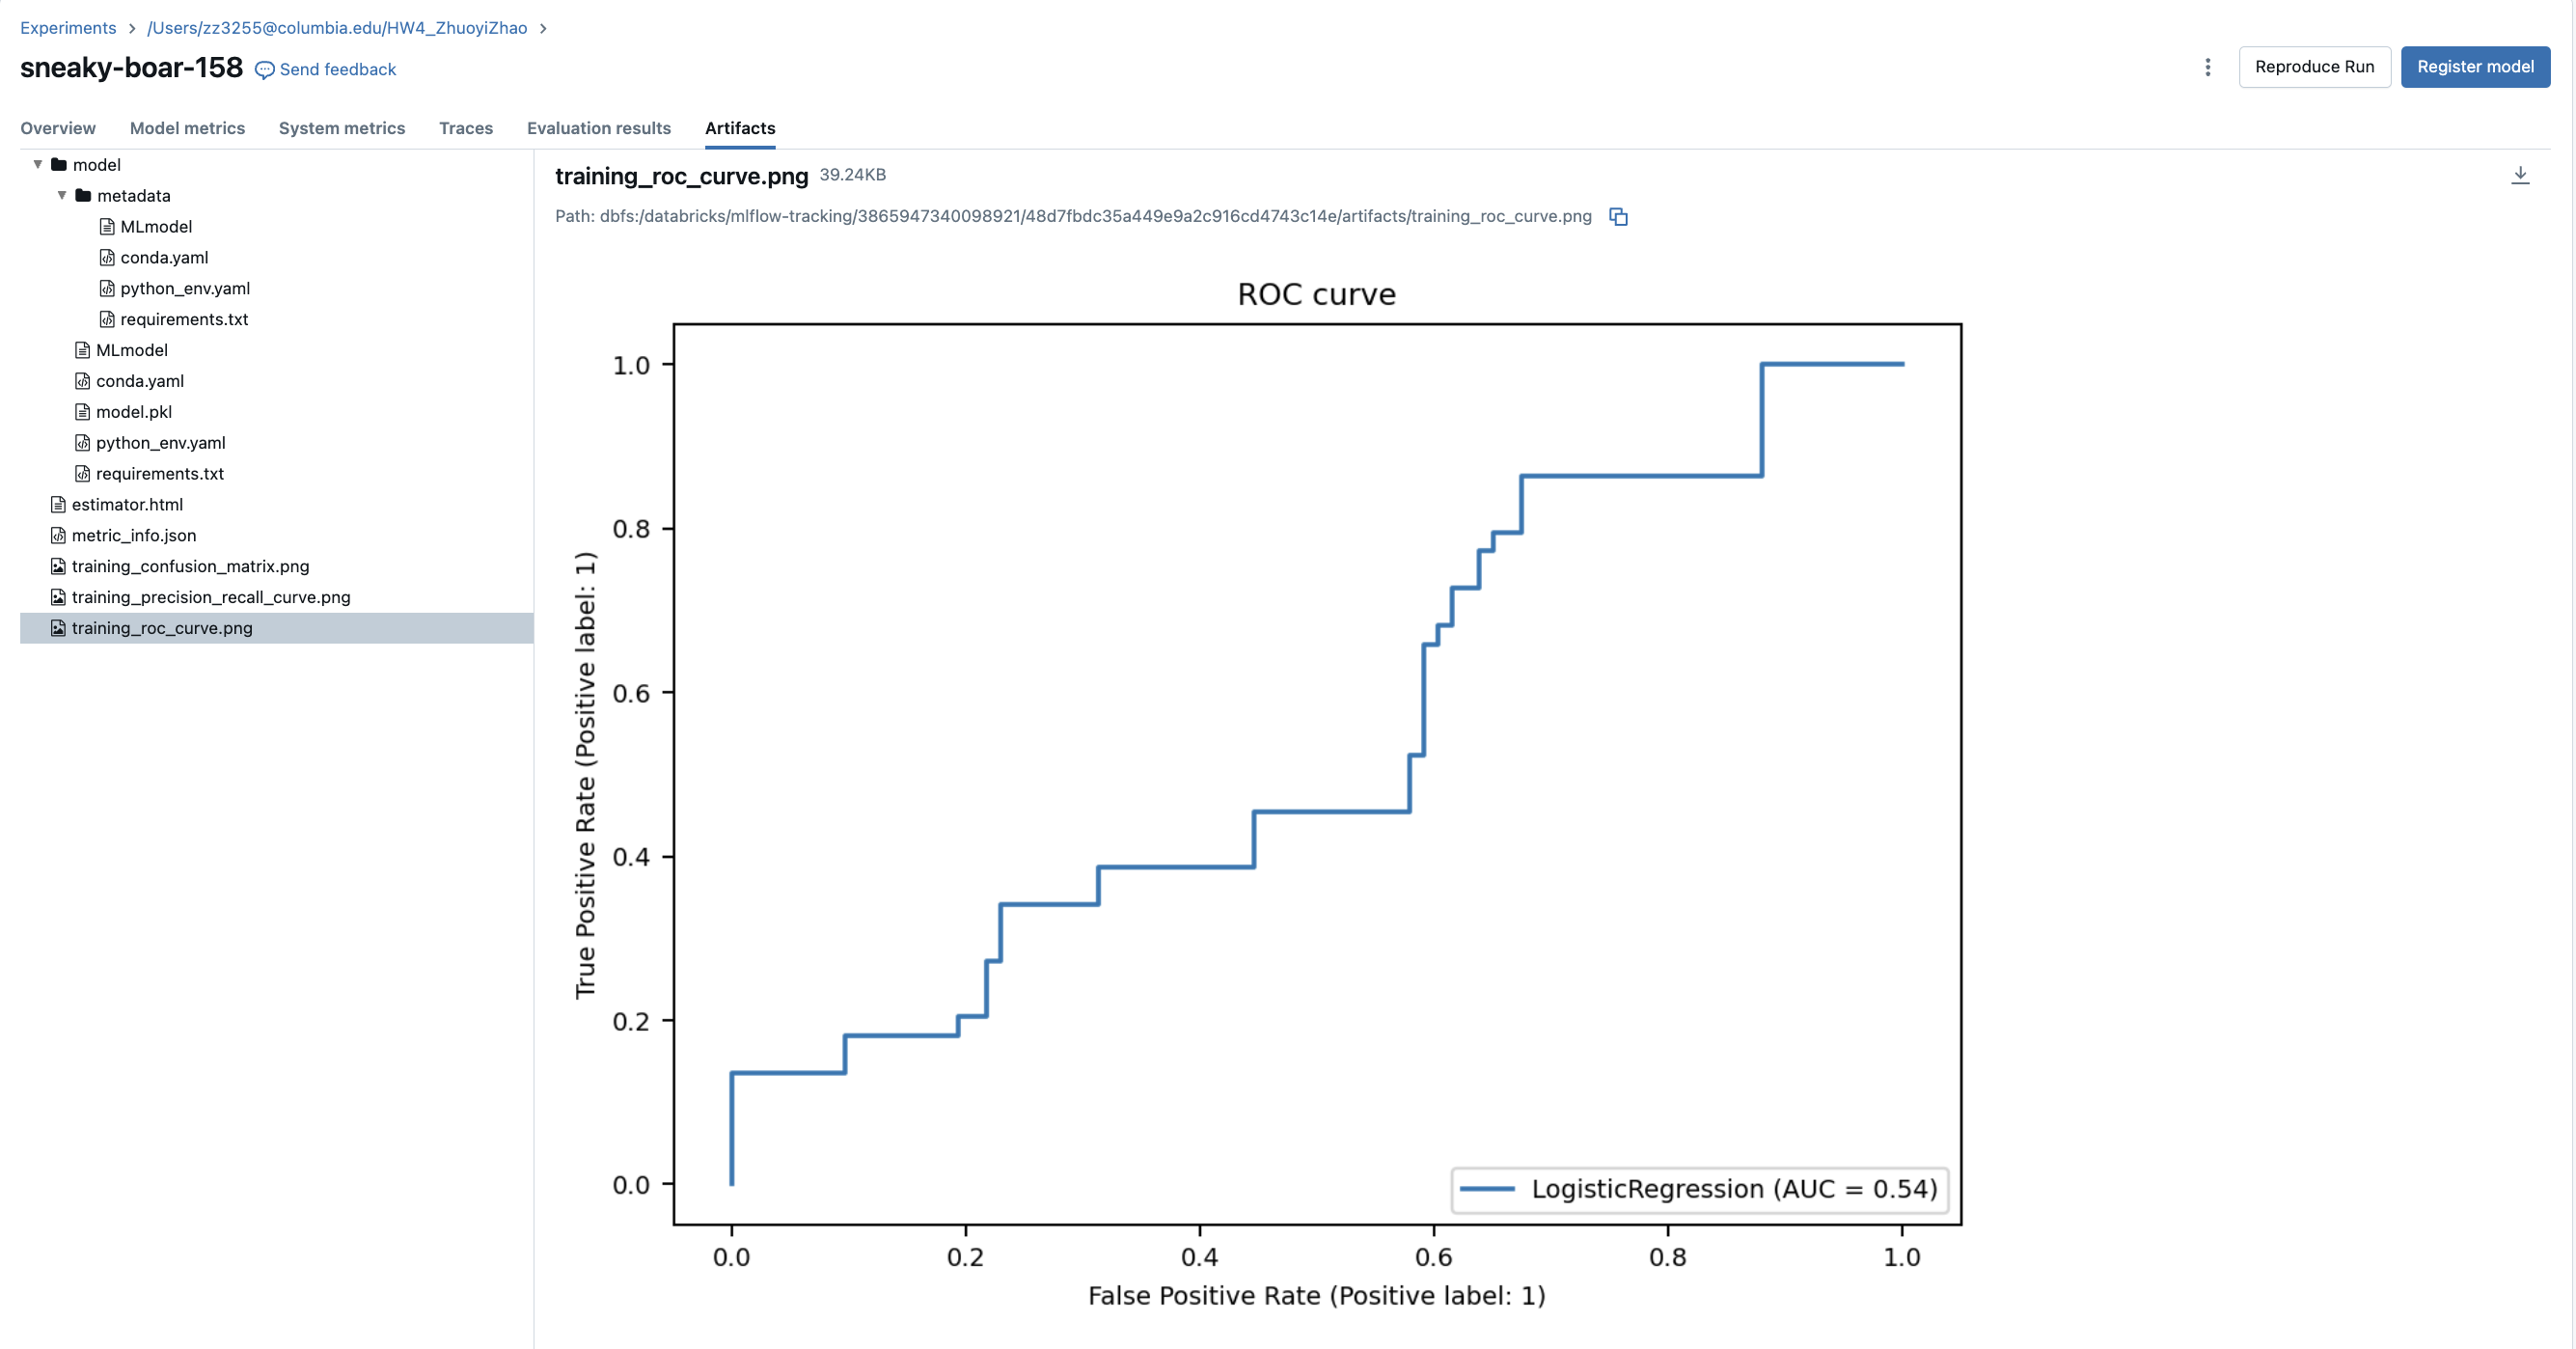 Experiments > /Users/zz3255@columbia.edu/HW4_ZhuoyiZhao >
sneaky-boar-158 Send feedback
Reproduce Run Register model
Overview Model metrics System metrics Traces Evaluation results Artifacts
model
metadata
MLmodel
conda.yaml
python_env.yaml
requirements.txt
MLmodel
conda.yaml
model.pkl
python_env.yaml
requirements.txt
estimator.html
metric_info.json
training_confusion_matrix.png
training_precision_recall_curve.png
training_roc_curve.png
training_roc_curve.png 39.24KB
Path: dbfs:/databricks/mlflow-tracking/3865947340098921/48d7fbdc35a449e9a2c916cd4743c14e/artifacts/training_roc_curve.png
ROC curve
True Positive Rate (Positive label: 1)
1.0
0.8
0.6
0.4
0.2
0.0
LogisticRegression (AUC = 0.54)
0.0 0.2 0.4 0.6 0.8 1.0
False Positive Rate (Positive label: 1)